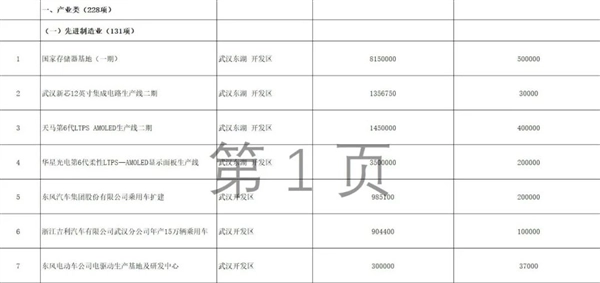 一、产业类（228项）
（一）先进制造业（131项）
1 国家存储器基地（一期） 武汉东湖 开发区 8150000 500000
2 武汉新芯12英寸集成电路生产线二期 武汉东湖 开发区 1356750 30000
3 天马第6代LTPS AMOLED生产线二期 武汉东湖 开发区 1450000 400000
4 华星光电第6代柔性LTPS—AMOLED显示面板生产线 武汉东湖 开发区 3500000 200000
5 东风汽车集团股份有限公司乘用车扩建 武汉开发区 985100 200000
6 浙江吉利汽车有限公司武汉分公司年产15万辆乘用车 武汉开发区 904400 100000
7 东风电动车公司电驱动生产基地及研发中心 武汉开发区 300000 37000
第 1 页